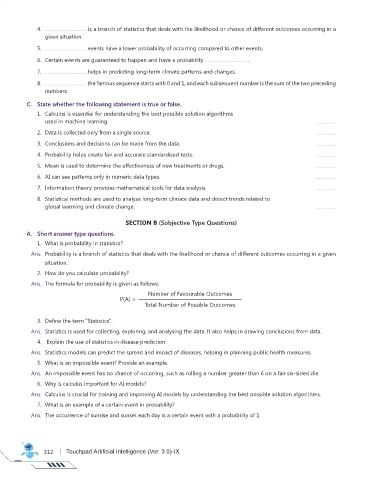 4. .......................... is a branch of statistics that deals with the likelihood or chance of different outcomes occurring in a
given situation.
5. .......................... events have a lower probability of occurring compared to other events.
6. Certain events are guaranteed to happen and have a probability .......................... .
7. .......................... helps in predicting long-term climate patterns and changes.
8. .......................... the famous sequence starts with 0 and 1, and each subsequent number is the sum of the two preceding
numbers.
C. State whether the following statement is true or false.
1. Calculus is essential for understanding the best possible solution algorithms
used in machine learning. ..............
2. Data is collected only from a single source. ..............
3. Conclusions and decisions can be made from the data. ..............
4. Probability helps create fair and accurate standardised tests. ..............
5. Mean is used to determine the effectiveness of new treatments or drugs. ..............
6. AI can see patterns only in numeric data types. ..............
7. Information theory provides mathematical tools for data analysis. ..............
8. Statistical methods are used to analyse long-term climate data and detect trends related to
global warming and climate change. ..............
SECTION B (Subjective Type Questions)
A. Short answer type questions.
1. What is probability in statistics?
Ans. Probability is a branch of statistics that deals with the likelihood or chance of different outcomes occurring in a given
situation.
2. How do you calculate probability?
Ans. The formula for probability is given as follows:
P(A) = Number of Favourable Outcomes
Total Number of Possible Outcomes
3. Define the term "Statistics".
Ans. Statistics is used for collecting, exploring, and analysing the data. It also helps in drawing conclusions from data.
4. Explain the use of statistics in disease prediction.
Ans. Statistics models can predict the spread and impact of diseases, helping in planning public health measures.
5. What is an impossible event? Provide an example.
Ans. An impossible event has no chance of occurring, such as rolling a number greater than 6 on a fair six-sided die.
6. Why is calculus important for AI models?
Ans. Calculus is crucial for training and improving AI models by understanding the best possible solution algorithms.
7. What is an example of a certain event in probability?
Ans. The occurrence of sunrise and sunset each day is a certain event with a probability of 1.
312 | Touchpad Artificial Intelligence (Ver. 3.0)-IX